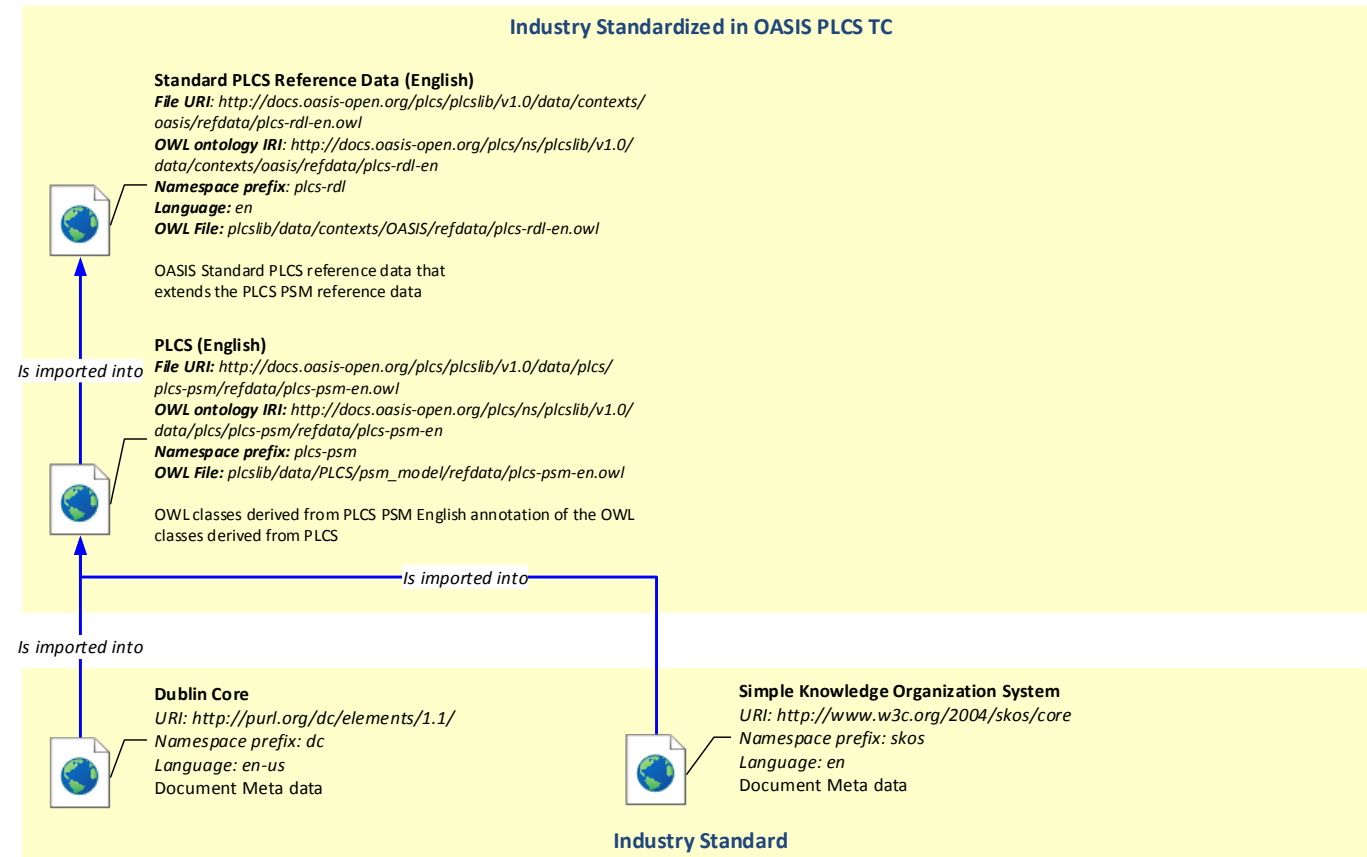 Industry Standardized in OASIS PLCS TC
Standard PLCS Reference Data (English)
File URI: http://docs.oasis-open.org/plcs/plcslib/v1.0/data/contexts/
oasis/refdata/plcs-rdl-en.owl
OWL ontology IRI: http://docs.oasis-open.org/plcs/ns/plcslib/v1.0/
data/contexts/oasis/refdata/plcs-rdl-en
Namespace prefix: plcs-rdl
Language: en
OWL File: plcslib/data/contexts/OASIS/refdata/plcs-rdl-en.owl
OASIS Standard PLCS reference data that
extends the PLCS PSM reference data
Is imported into
PLCS (English)
File URI: http://docs.oasis-open.org/plcs/plcslib/v1.0/data/plcs/
plcs-psm/refdata/plcs-psm-en.owl
OWL ontology IRI: http://docs.oasis-open.org/plcs/ns/plcslib/v1.0/
data/plcs/plcs-psm/refdata/plcs-psm-en
Namespace prefix: plcs-psm
OWL File: plcslib/data/PLCS/psm_model/refdata/plcs-psm-en.owl
OWL classes derived from PLCS PSM English annotation of the OWL
classes derived from PLCS
Is imported into
Is imported into
Dublin Core
URI: http://purl.org/dc/elements/1.1/
Namespace prefix: dc
Language: en-us
Document Meta data
Simple Knowledge Organization System
URI: http://www.w3c.org/2004/skos/core
Namespace prefix: skos
Language: en
Document Meta data
Industry Standard